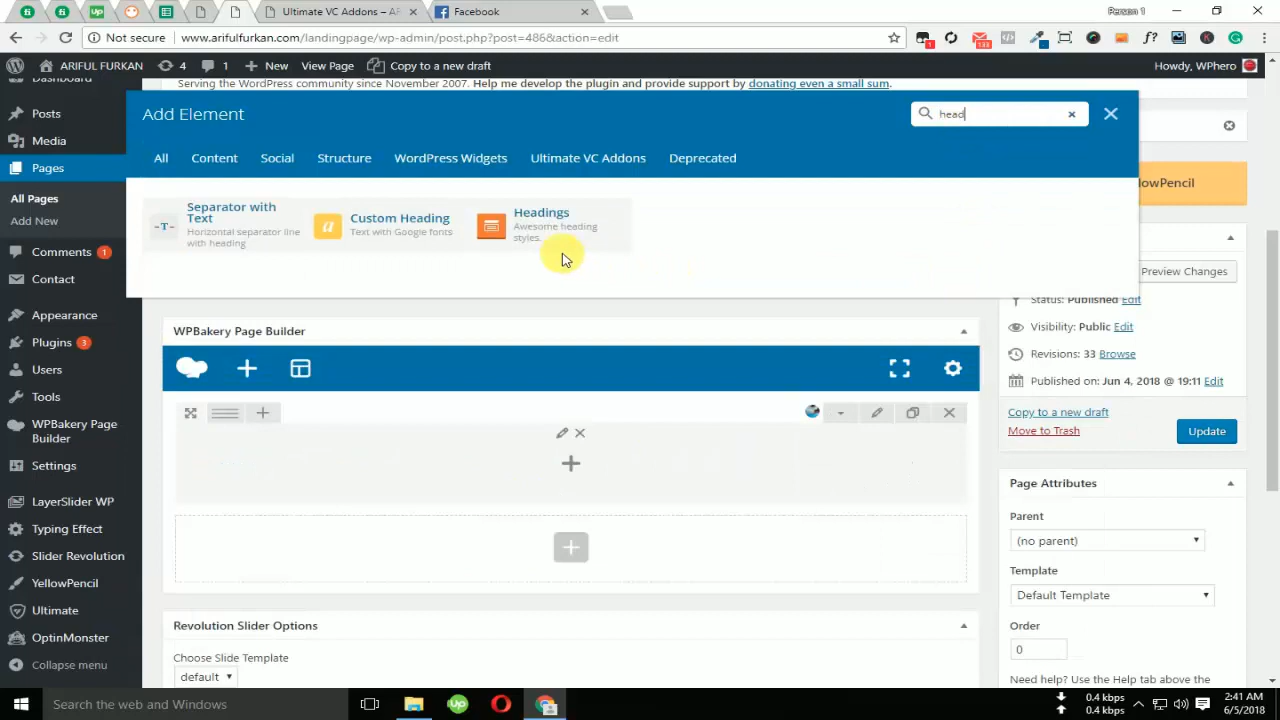 Ultimate VC Addons – AF
Facebook
Person 1
Not secure
www.arifulfurkan.com/landingpage/wp-admin/post.php?post=486&action=edit
1
133
f?
ARIFUL FURKAN
4
1
New
View Page
Copy to a new draft
Howdy, WPhero
Dashboard
Serving the WordPress community since November 2007. Help me develop the plugin and provide support by donating even a small sum.
Add Element
head
All
Content
Social
Structure
WordPress Widgets
Ultimate VC Addons
Deprecated
Separator with
Text
Horizontal separator line
with heading
Custom Heading
Text with Google fonts
Headings
Awesome heading
styles.
Posts
Media
Pages
All Pages
Add New
Comments 1
Contact
Appearance
Plugins 3
Users
Tools
WPBakery Page
Builder
Settings
LayerSlider WP
Typing Effect
Slider Revolution
YellowPencil
Ultimate
OptinMonster
Collapse menu
WPBakery Page Builder
Revolution Slider Options
Choose Slide Template
default
lowPencil
Preview Changes
Status: Published Edit
Visibility: Public Edit
Revisions: 33 Browse
Published on: Jun 4, 2018 @ 19:11 Edit
Copy to a new draft
Move to Trash
Update
Page Attributes
Parent
(no parent)
Template
Default Template
Order
0
Need help? Use the Help tab above the
Search the web and Windows
0.4 kbps
0.4 kbps
2:41 AM
6/5/2018